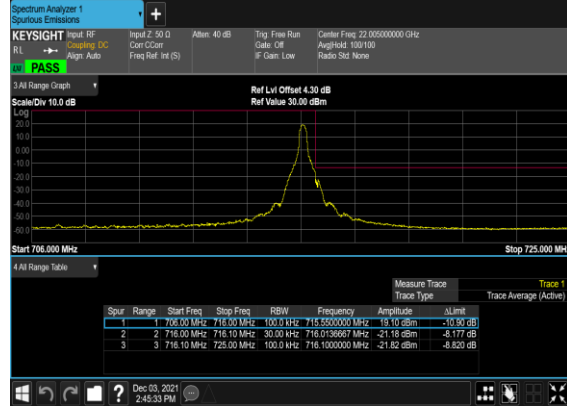 Spectrum Analyzer 1
Spurious Emissions
KEYSIGHT Input: RF Input Z: 50 Ω Atten: 40 dB Trig: Free Run Center Freq: 22.005000000 GHz
RL Coupling: DC Corr CCorr Gate: Off Avg|Hold: 100/100
Align: Auto Freq Ref: Int (S) IF Gain: Low Radio Std: None
LW PASS
3 All Range Graph
Ref Lvl Offset 4.30 dB
Scale/Div 10.0 dB Ref Value 30.00 dBm
Log
20.0
10.0
0.00
-10.0
-20.0
-30.0
-40.0
-50.0
-60.0
Start 706.000 MHz Stop 725.000 MH
4 All Range Table
Measure Trace Trace 1
Trace Type Trace Average (Active)
Spur Range Start Freq Stop Freq RBW Frequency Amplitude ΔLimit
1 1 706.00 MHz 716.00 MHz 100.0 kHz 715.5500000 MHz 19.10 dBm -10.90 dB
2 2 716.00 MHz 716.10 MHz 30.00 kHz 716.0136667 MHz -21.18 dBm -8.177 dB
3 3 716.10 MHz 725.00 MHz 100.0 kHz 716.1000000 MHz -21.82 dBm -8.820 dB
? Dec 03, 2021
2:45:33 PM